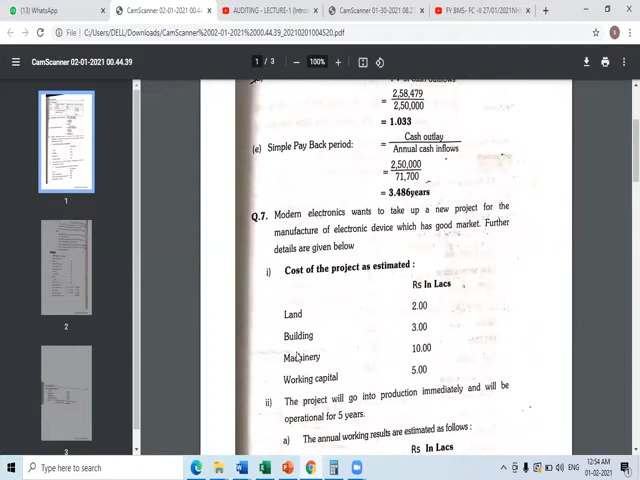 (13) WhatsApp
CamScanner 02-01-2021 00.44
AUDITING - LECTURE-1 (Introd
CamScanner 01-30-2021 08.2
FY BMS- FC -II 27/01/2021NH
File | C:/Users/DELL/Downloads/CamScanner%2002-01-2021%2000.44.39_20210201004520.pdf
CamScanner 02-01-2021 00.44.39
1 / 3
100%
1
2
3
= 2,58,479
2,50,000
= 1.033
(e) Simple Pay Back period:
= Cash outlay
Annual cash inflows
= 2,50,000
71,700
= 3.486years
Q.7. Modern electronics wants to take up a new project for the
manufacture of electronic device which has good market. Further
details are given below
i) Cost of the project as estimated :
Rs In Lacs
Land 2.00
Building 3.00
Machinery 10.00
Working capital 5.00
ii) The project will go into production immediately and will be
operational for 5 years.
a) The annual working results are estimated as follows :
Rs In Lacs
Type here to search
ENG
12:54 AM
01-02-2021